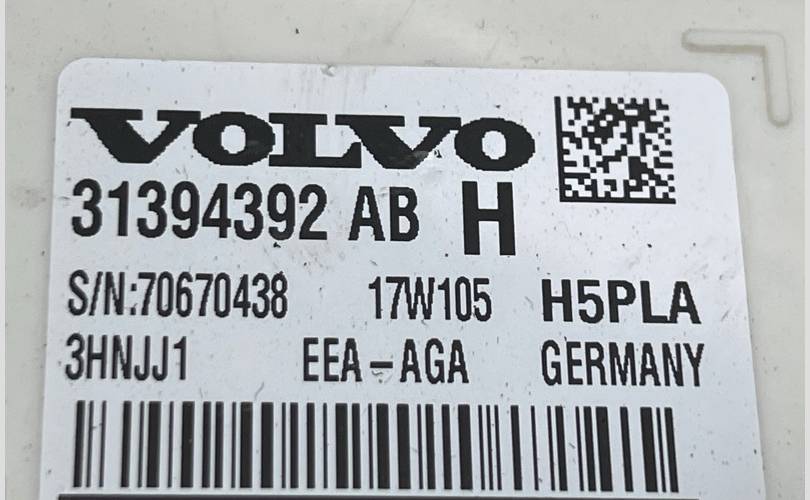 VOLVO
31394392 AB H
S/N:70670438 17W105 H5PLA
3HNJJ1 EEA-AGA GERMANY